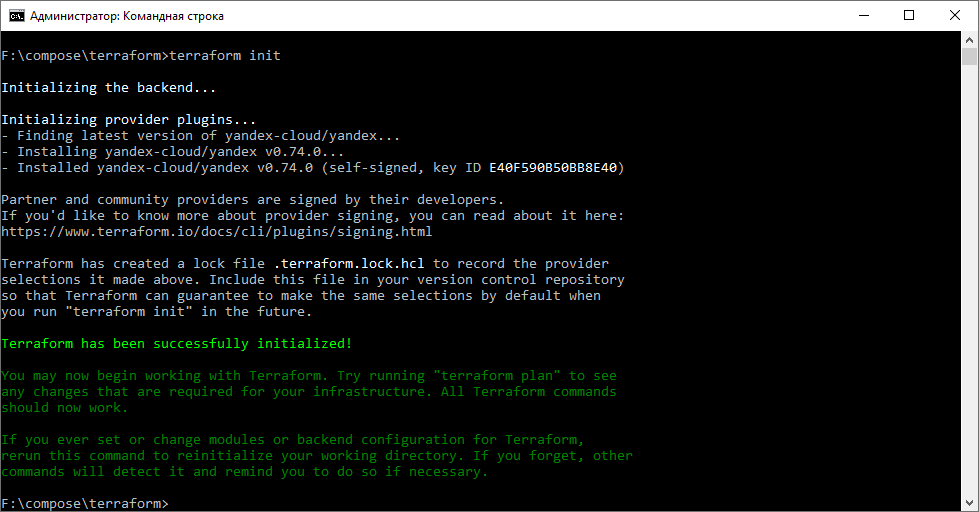 Администратор: Командная строка
F:\compose\terraform>terraform init
Initializing the backend...
Initializing provider plugins...
- Finding latest version of yandex-cloud/yandex...
- Installing yandex-cloud/yandex v0.74.0...
- Installed yandex-cloud/yandex v0.74.0 (self-signed, key ID E40F590B50BB8E40)
Partner and community providers are signed by their developers.
If you'd like to know more about provider signing, you can read about it here:
https://www.terraform.io/docs/cli/plugins/signing.html
Terraform has created a lock file .terraform.lock.hcl to record the provider
selections it made above. Include this file in your version control repository
so that Terraform can guarantee to make the same selections by default when
you run "terraform init" in the future.
Terraform has been successfully initialized!
You may now begin working with Terraform. Try running "terraform plan" to see
any changes that are required for your infrastructure. All Terraform commands
should now work.
If you ever set or change modules or backend configuration for Terraform,
rerun this command to reinitialize your working directory. If you forget, other
commands will detect it and remind you to do so if necessary.
F:\compose\terraform>